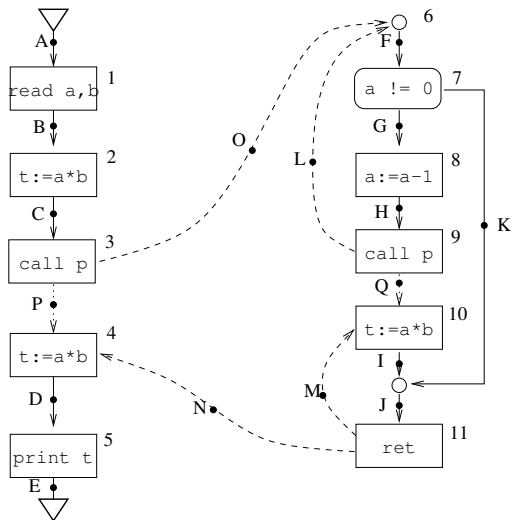 A
1
read a,b
B
2
t:=a*b
C
3
call p
P
4
t:=a*b
D
5
print t
E
O
L
N
M
6
F
7
a != 0
G
8
a:=a-1
H
9
call p
K
Q
10
t:=a*b
I
J
11
ret